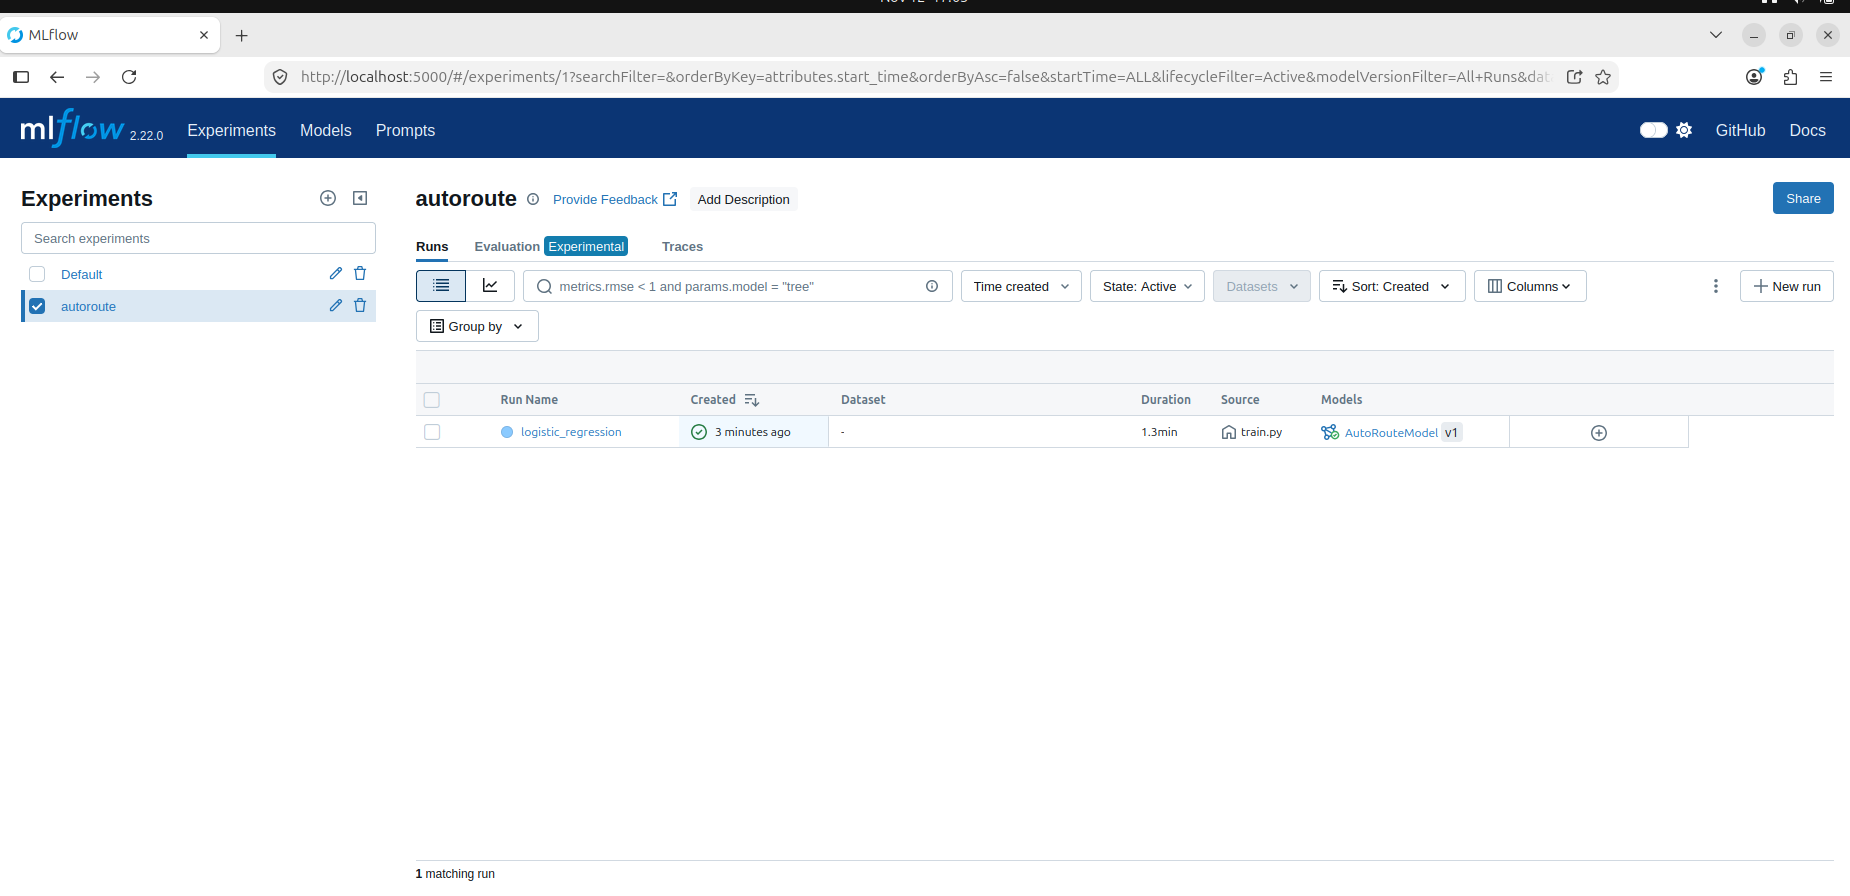 MLflow
http://localhost:5000/#/experiments/1?searchFilter=&orderByKey=attributes.start_time&orderByAsc=false&startTime=ALL&lifecycleFilter=Active&modelVersionFilter=All+Runs&dat
mlflow 2.22.0 Experiments Models Prompts GitHub Docs
Experiments
Search experiments
Default
autoroute
autoroute Provide Feedback Add Description Share
Runs Evaluation Experimental Traces
metrics.rmse < 1 and params.model = "tree" Time created State: Active Datasets Sort: Created Columns New run
Group by
Run Name Created Dataset Duration Source Models
logistic_regression 3 minutes ago - 1.3min train.py AutoRouteModel v1
1 matching run